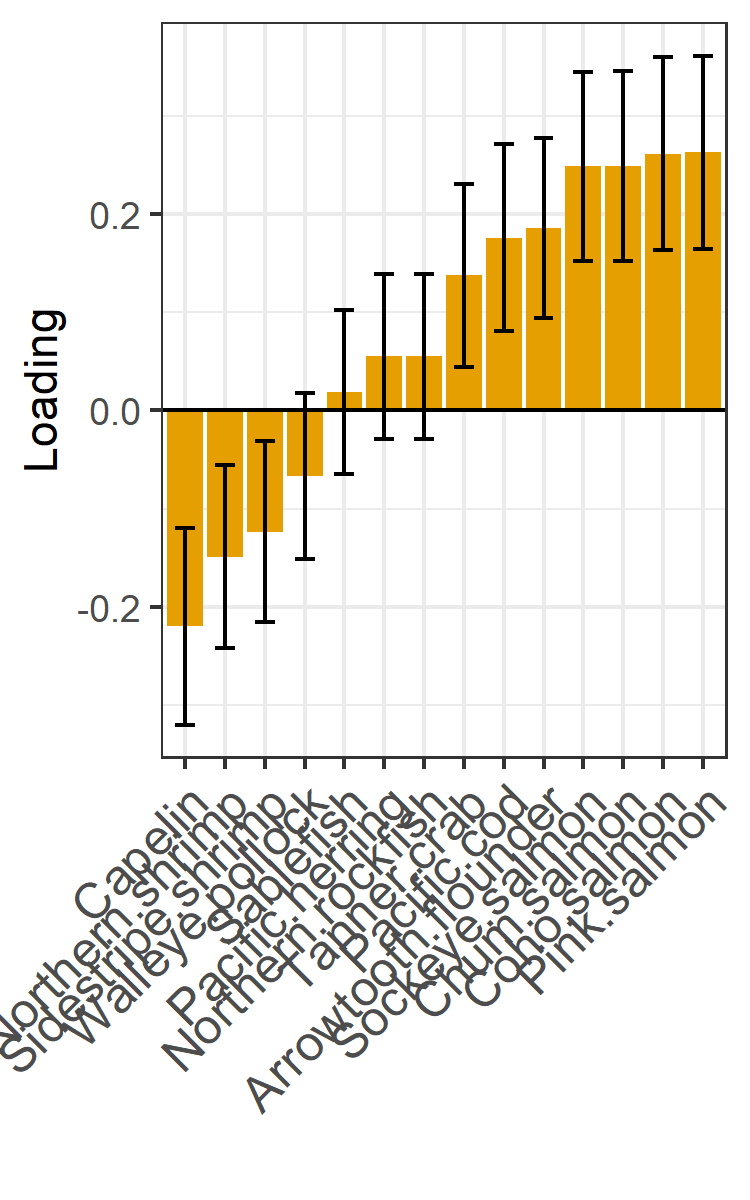 Loading
0.2
0.0
-0.2
Capelin
Northern.shrimp
Sidestripe.shrimp
Walleye.pollock
Sablefish
Pacific.herring
Northern.rockfish
Tanner.crab
Pacific.cod
Arrowtooth.flounder
Sockeye.salmon
Chum.salmon
Coho.salmon
Pink.salmon